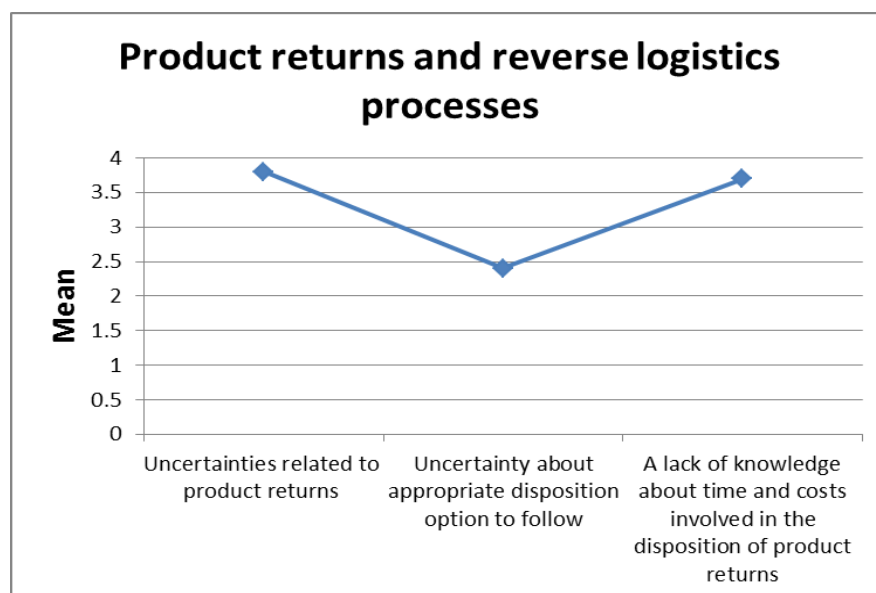 Product returns and reverse logistics
processes
4
3.5
3
2.5
2
1.5
1
0.5
0
Mean
Uncertainties related to
product returns
Uncertainty about
appropriate disposition
option to follow
A lack of knowledge
about time and costs
involved in the
disposition of product
returns